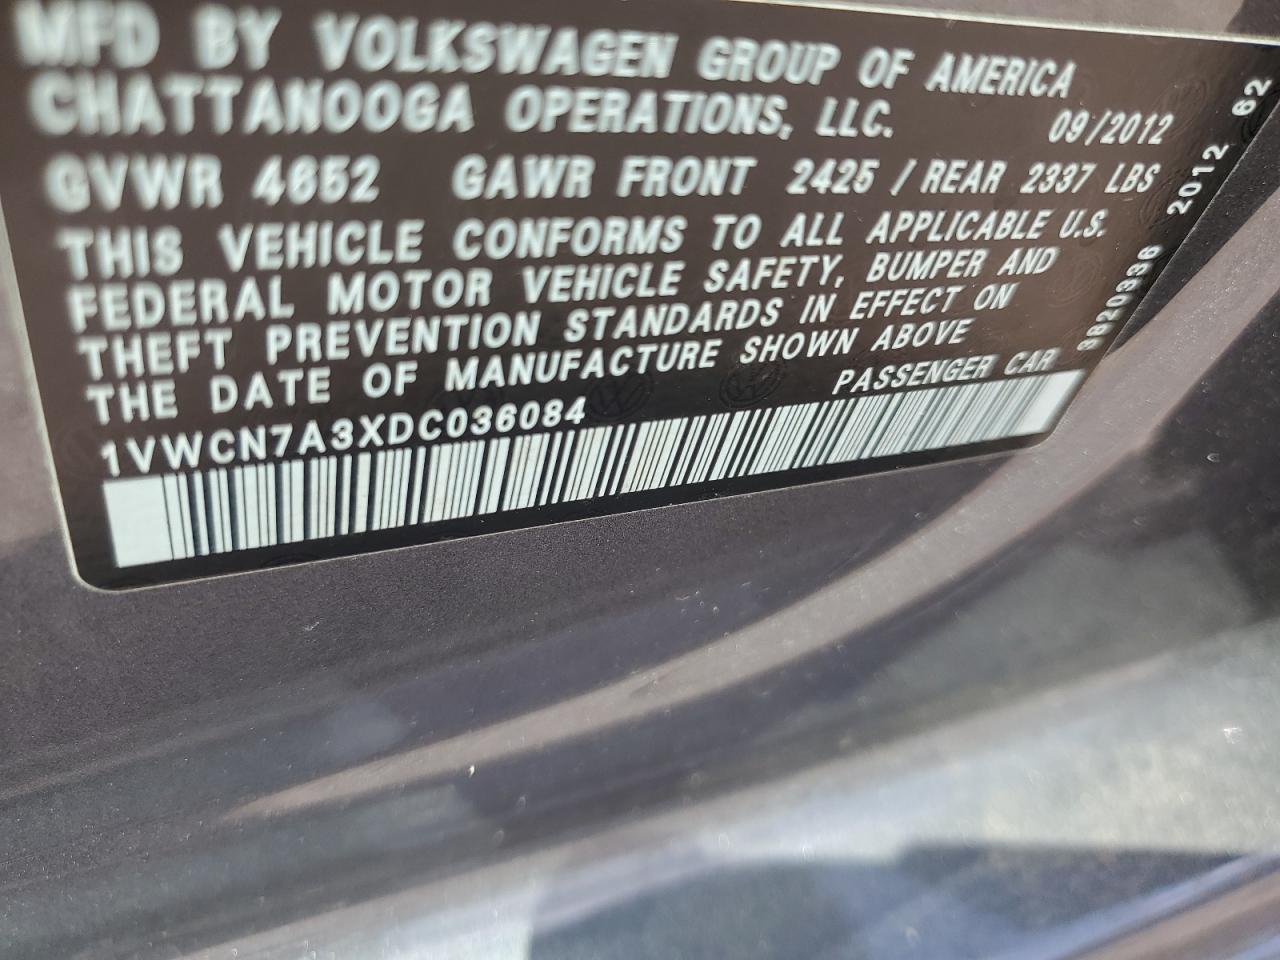 MFD BY VOLKSWAGEN GROUP OF AMERICA
CHATTANOOGA OPERATIONS, LLC. 09/2012
GVWR 4652 GAWR FRONT 2425 / REAR 2337 LBS
THIS VEHICLE CONFORMS TO ALL APPLICABLE U.S.
FEDERAL MOTOR VEHICLE SAFETY, BUMPER AND
THEFT PREVENTION STANDARDS IN EFFECT ON
THE DATE OF MANUFACTURE SHOWN ABOVE
1VWCN7A3XDC036084 PASSENGER CAR
3820336 2012 62